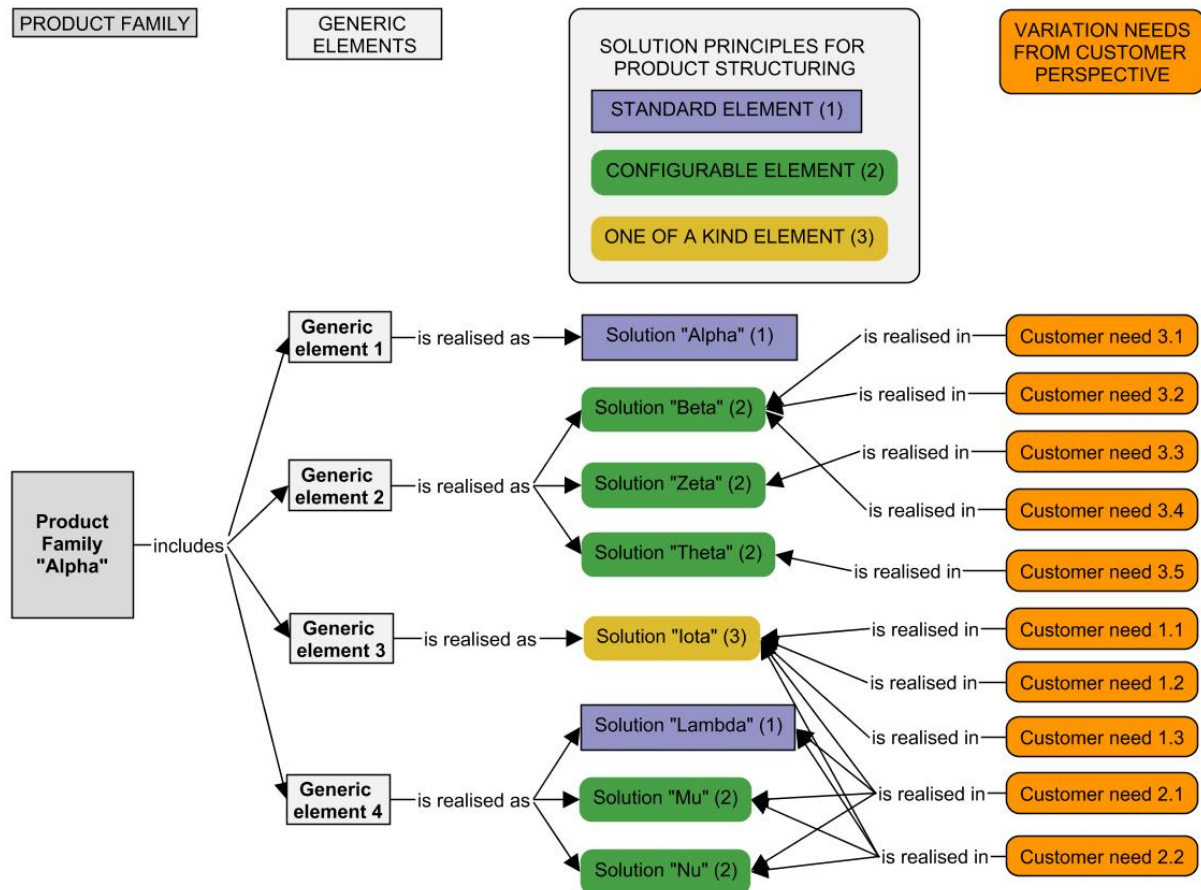 PRODUCT FAMILY
GENERIC
ELEMENTS
SOLUTION PRINCIPLES FOR
PRODUCT STRUCTURING
STANDARD ELEMENT (1)
CONFIGURABLE ELEMENT (2)
ONE OF A KIND ELEMENT (3)
VARIATION NEEDS
FROM CUSTOMER
PERSPECTIVE
Product
Family
"Alpha"
includes
Generic
element 1
is realised as
Solution "Alpha" (1)
is realised in
Customer need 3.1
Generic
element 2
is realised as
Solution "Beta" (2)
is realised in
Customer need 3.2
Solution "Zeta" (2)
is realised in
Customer need 3.3
is realised in
Customer need 3.4
Solution "Theta" (2)
is realised in
Customer need 3.5
Generic
element 3
is realised as
Solution "Iota" (3)
is realised in
Customer need 1.1
is realised in
Customer need 1.2
Generic
element 4
is realised as
Solution "Lambda" (1)
is realised in
Customer need 1.3
Solution "Mu" (2)
is realised in
Customer need 2.1
Solution "Nu" (2)
is realised in
Customer need 2.2